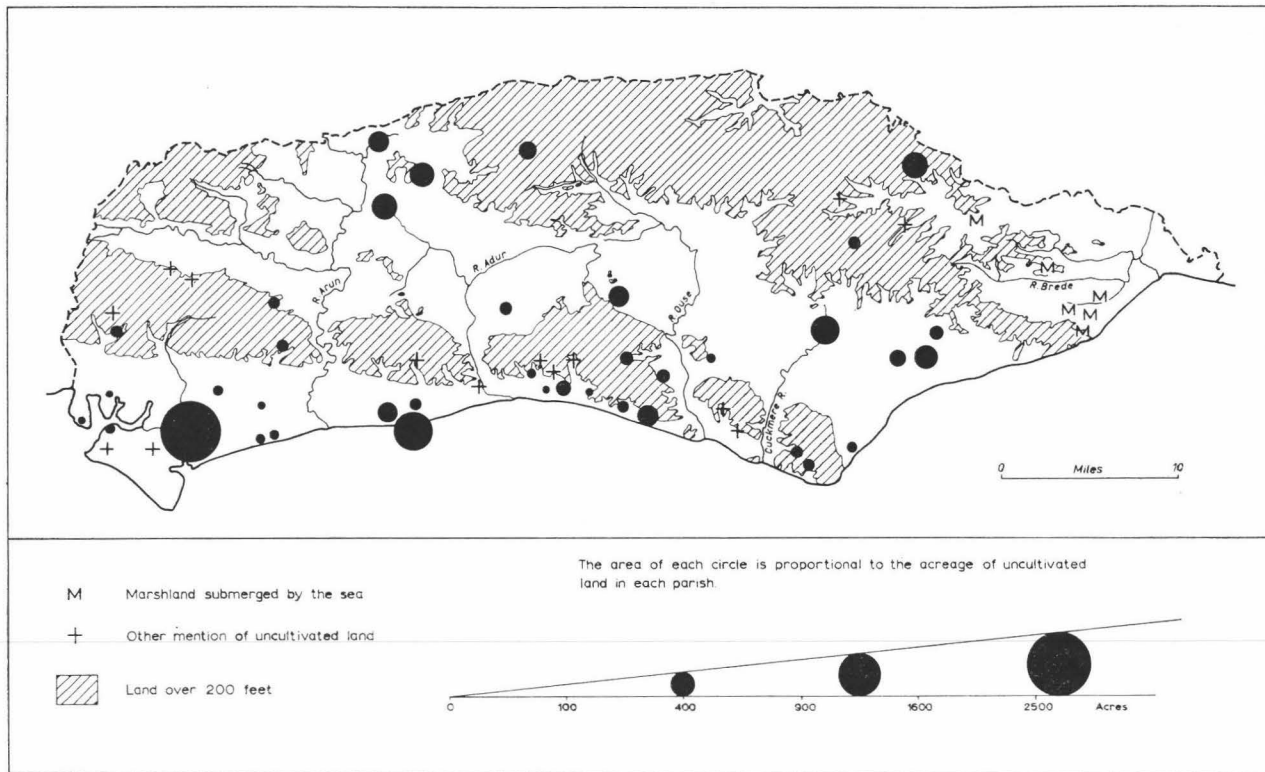 M
R. Adur
R. Arun
M
R. Ouse
R. Brede
M
M
M
M
Cuckmere R.
0 Miles 10
The area of each circle is proportional to the acreage of uncultivated
land in each parish.
M Marshland submerged by the sea
+ Other mention of uncultivated land
Land over 200 feet
0 100 400 900 1600 2500 Acres